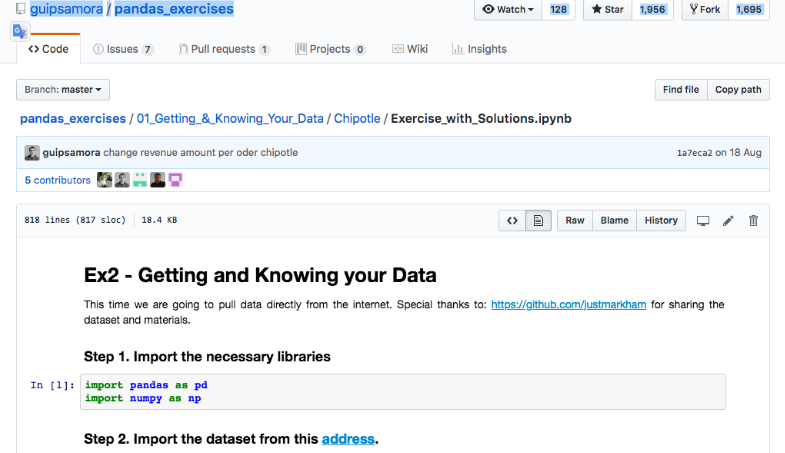 guipsamora / pandas_exercises Watch 128 Star 1,956 Fork 1,695
<> Code Issues 7 Pull requests 1 Projects 0 Wiki Insights
Branch: master Find file Copy path
pandas_exercises / 01_Getting_&_Knowing_Your_Data / Chipotle / Exercise_with_Solutions.ipynb
guipsamora change revenue amount per oder chipotle 1a7eca2 on 18 Aug
5 contributors
818 lines (817 sloc) 18.4 KB <> Raw Blame History
Ex2 - Getting and Knowing your Data
This time we are going to pull data directly from the internet. Special thanks to: https://github.com/justmarkham for sharing the
dataset and materials.
Step 1. Import the necessary libraries
In [1]: import pandas as pd
import numpy as np
Step 2. Import the dataset from this address.